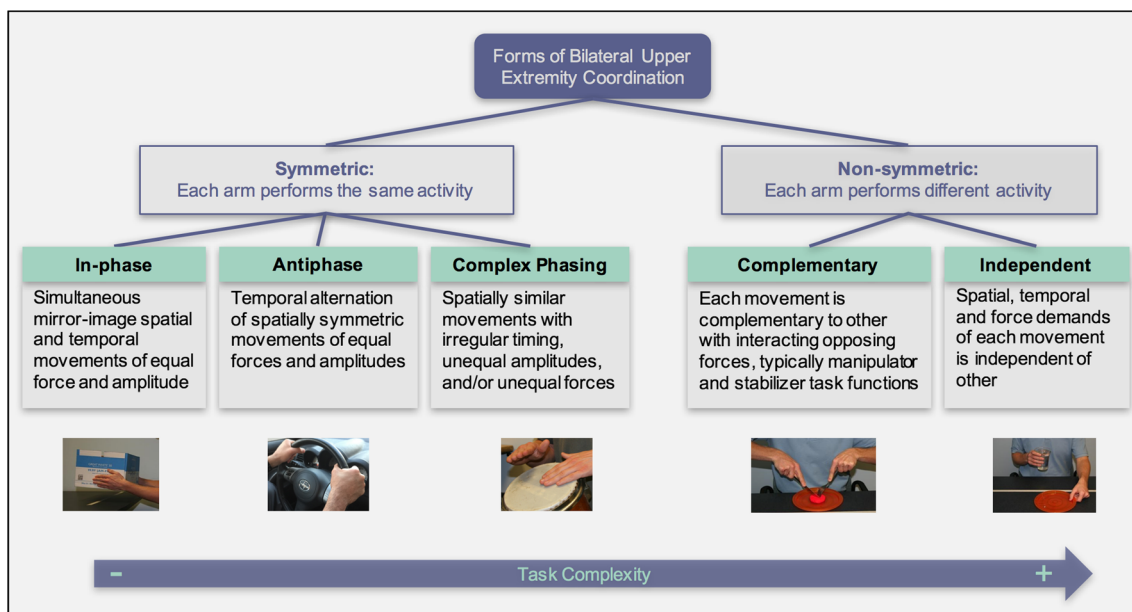 Forms of Bilateral Upper
Extremity Coordination
Symmetric:
Each arm performs the same activity
Non-symmetric:
Each arm performs different activity
In-phase
Simultaneous
mirror-image spatial
and temporal
movements of equal
force and amplitude
Antiphase
Temporal alternation
of spatially symmetric
movements of equal
forces and amplitudes
Complex Phasing
Spatially similar
movements with
irregular timing,
unequal amplitudes,
and/or unequal forces
Complementary
Each movement is
complementary to other
with interacting opposing
forces, typically manipulator
and stabilizer task functions
Independent
Spatial, temporal
and force demands
of each movement
is independent of
other
- Task Complexity +